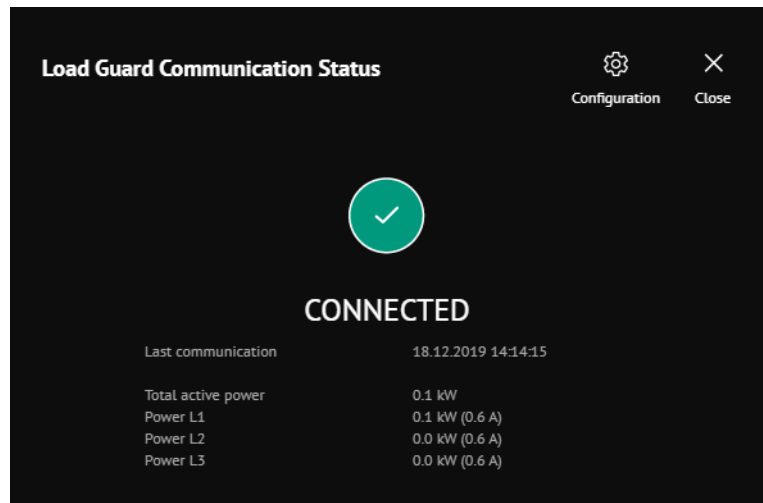 Load Guard Communication Status
Configuration
Close
CONNECTED
Last communication 18.12.2019 14:14:15
Total active power 0.1 kW
Power L1 0.1 kW (0.6 A)
Power L2 0.0 kW (0.6 A)
Power L3 0.0 kW (0.6 A)